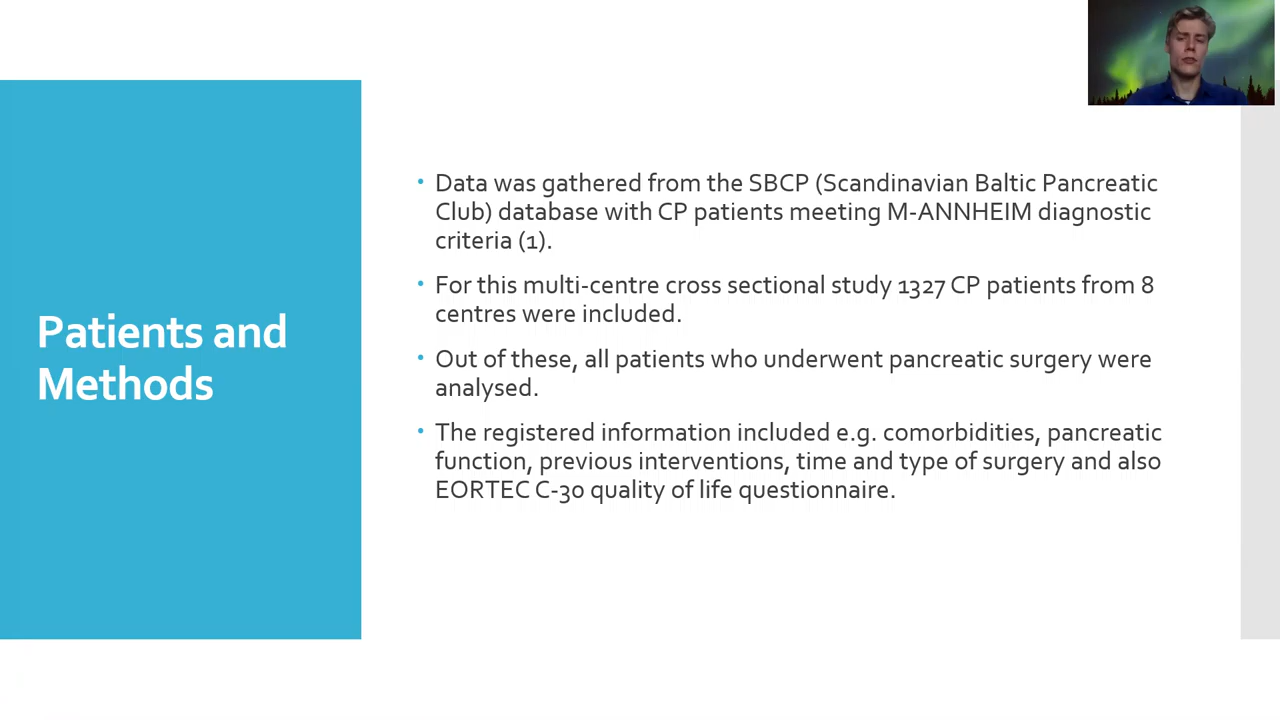 Patients and
Methods
• Data was gathered from the SBCP (Scandinavian Baltic Pancreatic
Club) database with CP patients meeting M-ANNHEIM diagnostic
criteria (1).
• For this multi-centre cross sectional study 1327 CP patients from 8
centres were included.
• Out of these, all patients who underwent pancreatic surgery were
analysed.
• The registered information included e.g. comorbidities, pancreatic
function, previous interventions, time and type of surgery and also
EORTEC C-30 quality of life questionnaire.